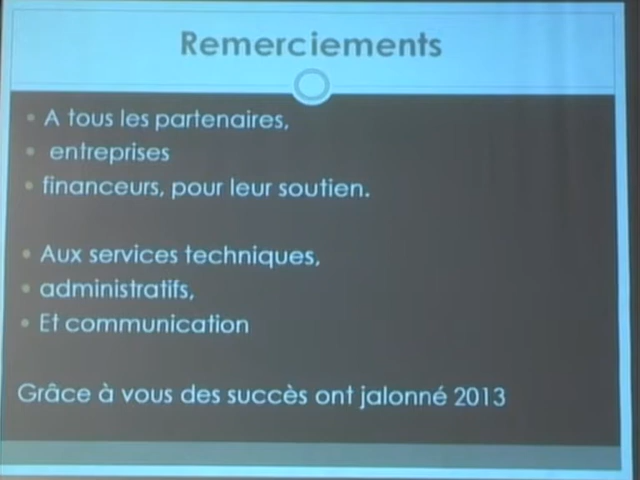 Remerciements
A tous les partenaires,
entreprises
financeurs, pour leur soutien.
Aux services techniques,
administratifs,
Et communication
Grâce à vous des succès ont jalonné 2013